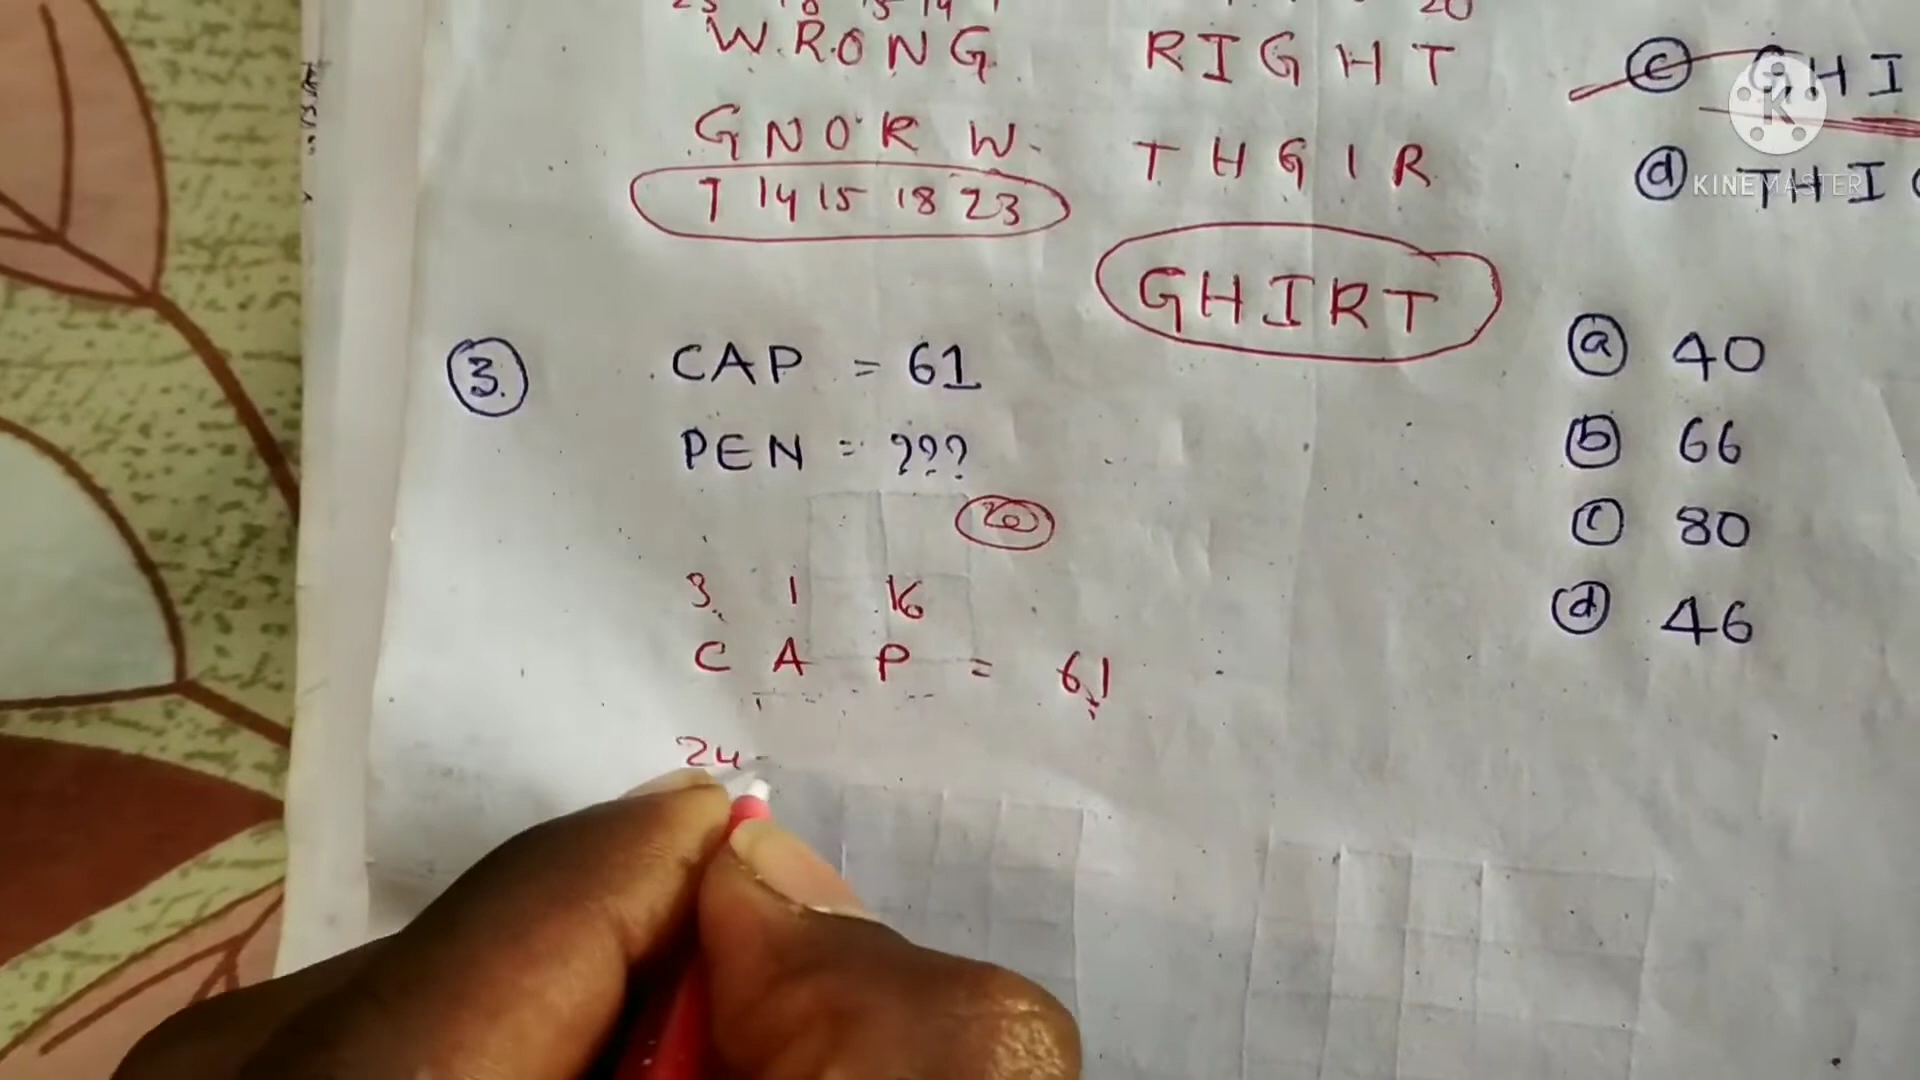 20
W R O N G    R I G H T
ⓒ GHI
G N O R W    T H G I R
7 14 15 18 23
ⓓ THI
KINEMASTER
GHIRT
③ CAP = 61
ⓐ 40
PEN = ???
ⓑ 66
20
ⓒ 80
3 1 16
ⓓ 46
C A P = 61
24